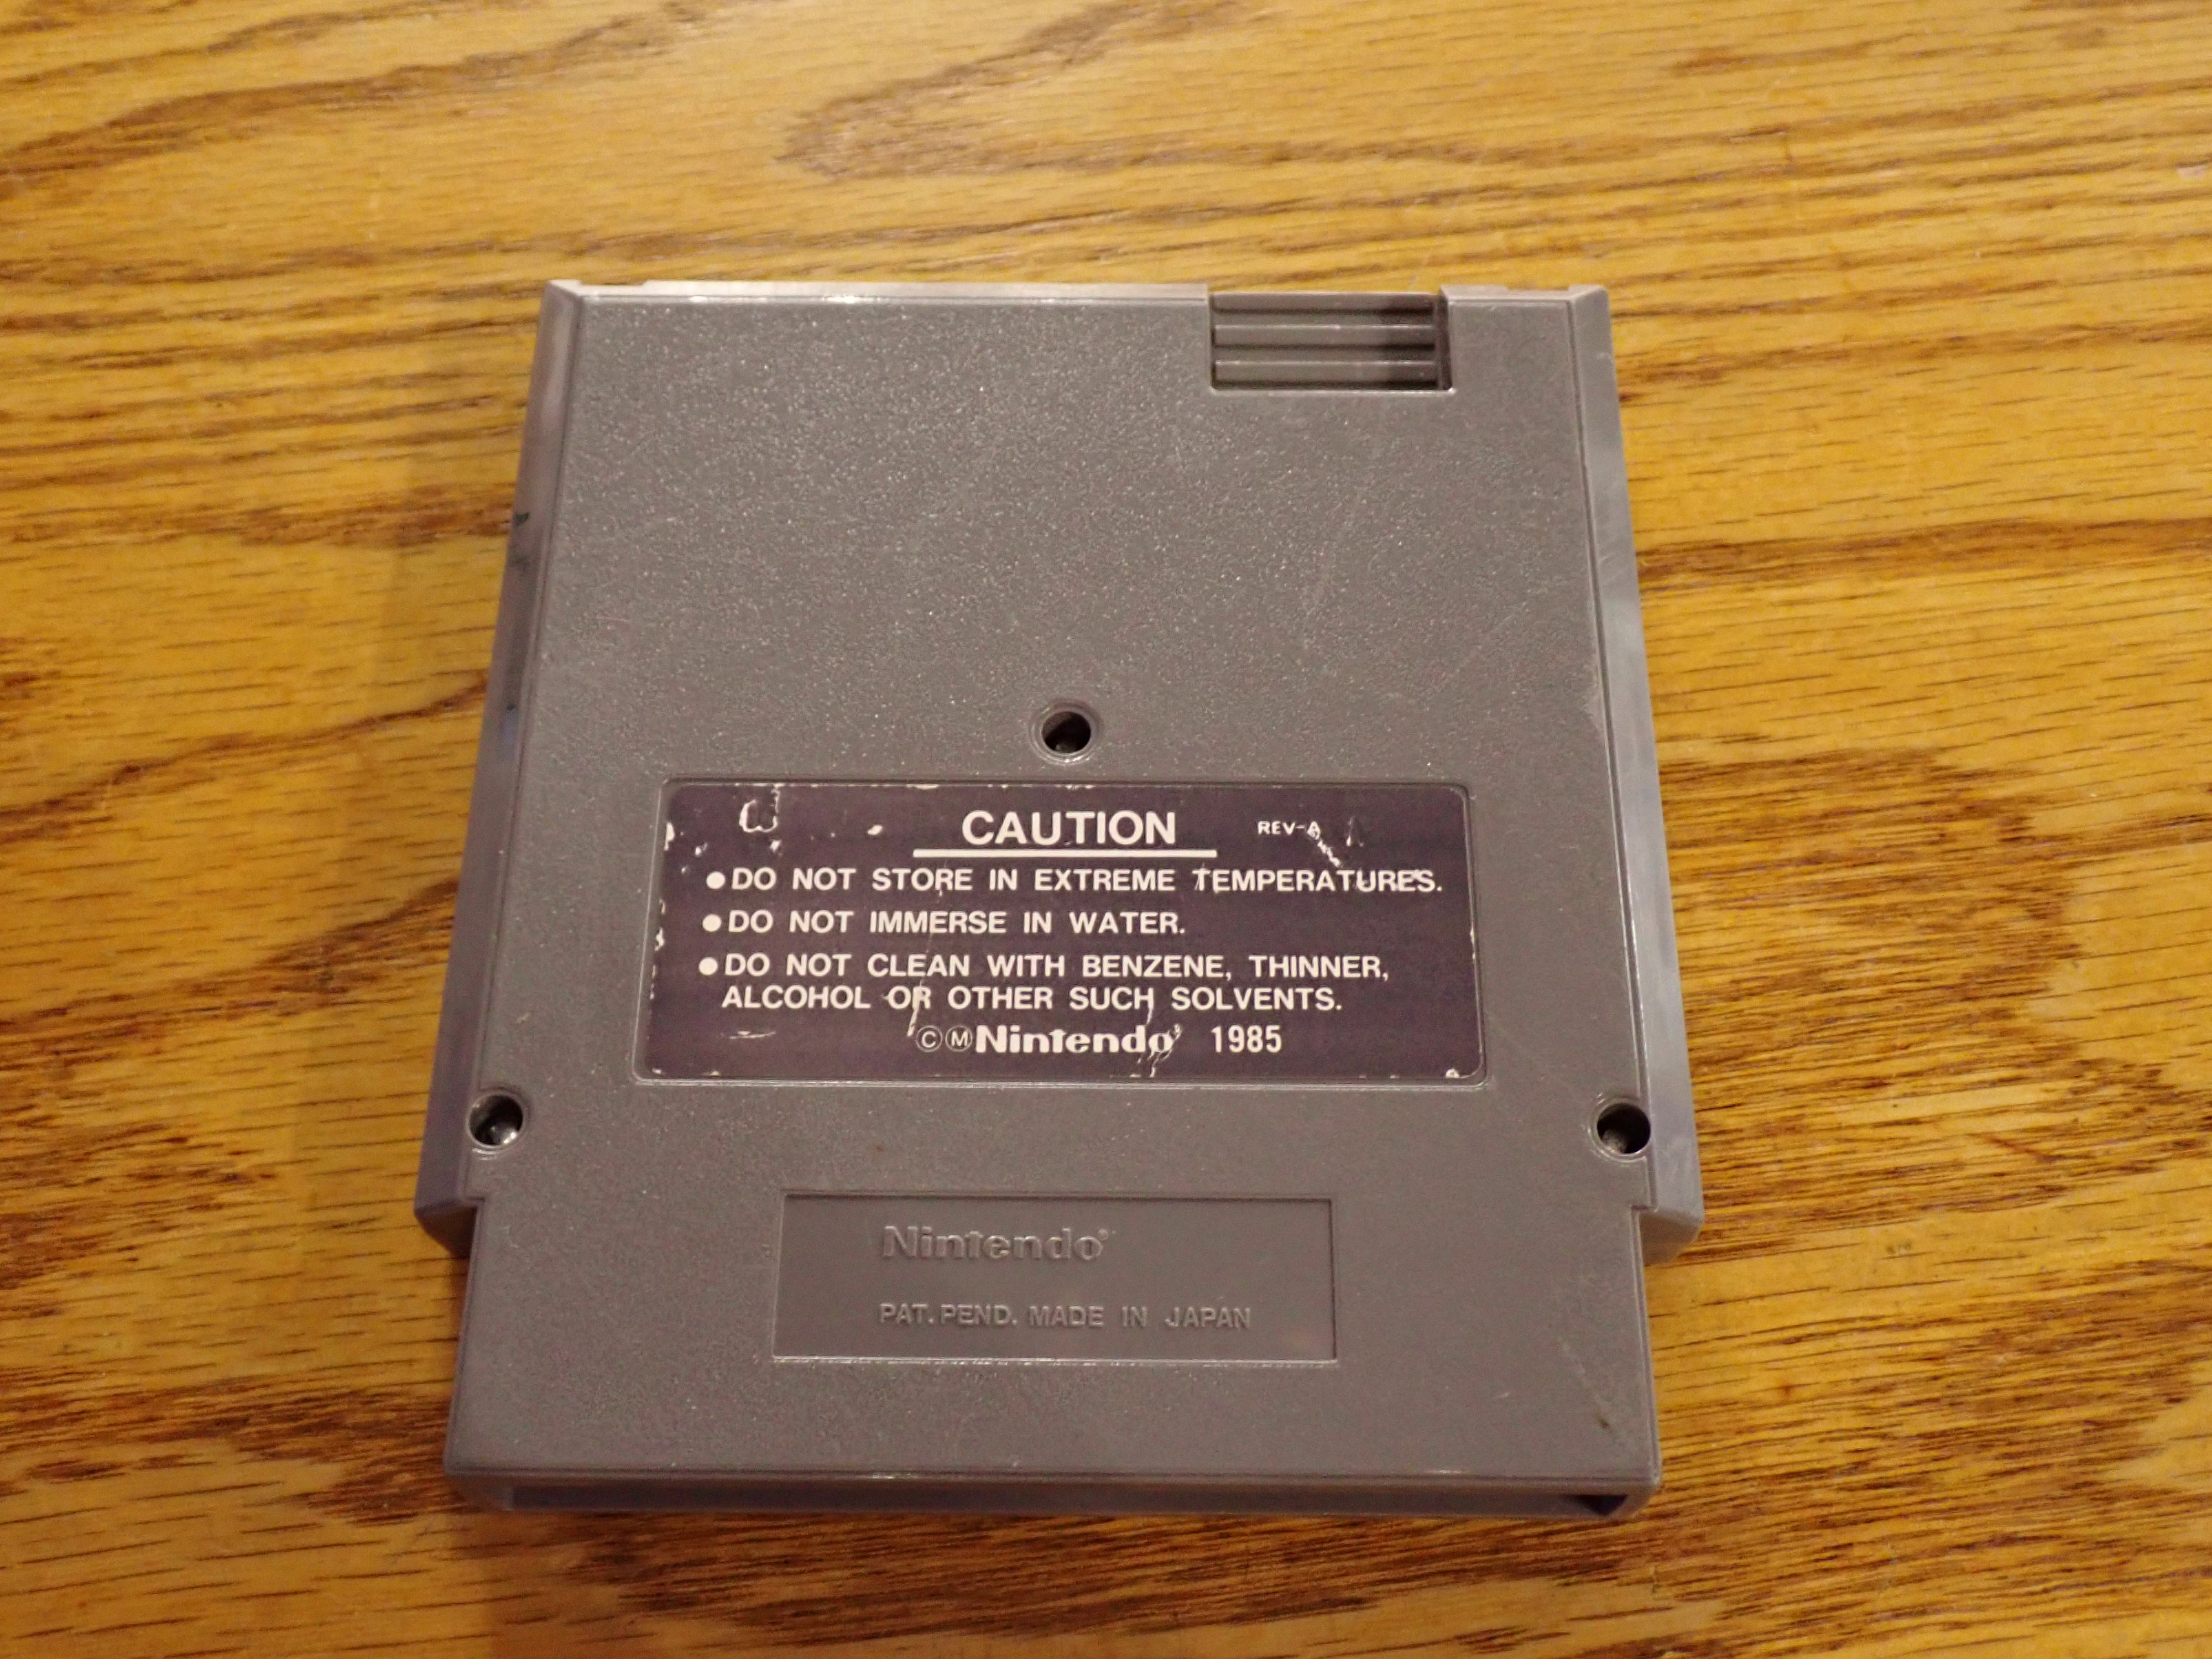 CAUTION REV-A
●DO NOT STORE IN EXTREME TEMPERATURES.
●DO NOT IMMERSE IN WATER.
●DO NOT CLEAN WITH BENZENE, THINNER,
ALCOHOL OR OTHER SUCH SOLVENTS.
©ⓂNintendo® 1985
Nintendo®
PAT. PEND. MADE IN JAPAN